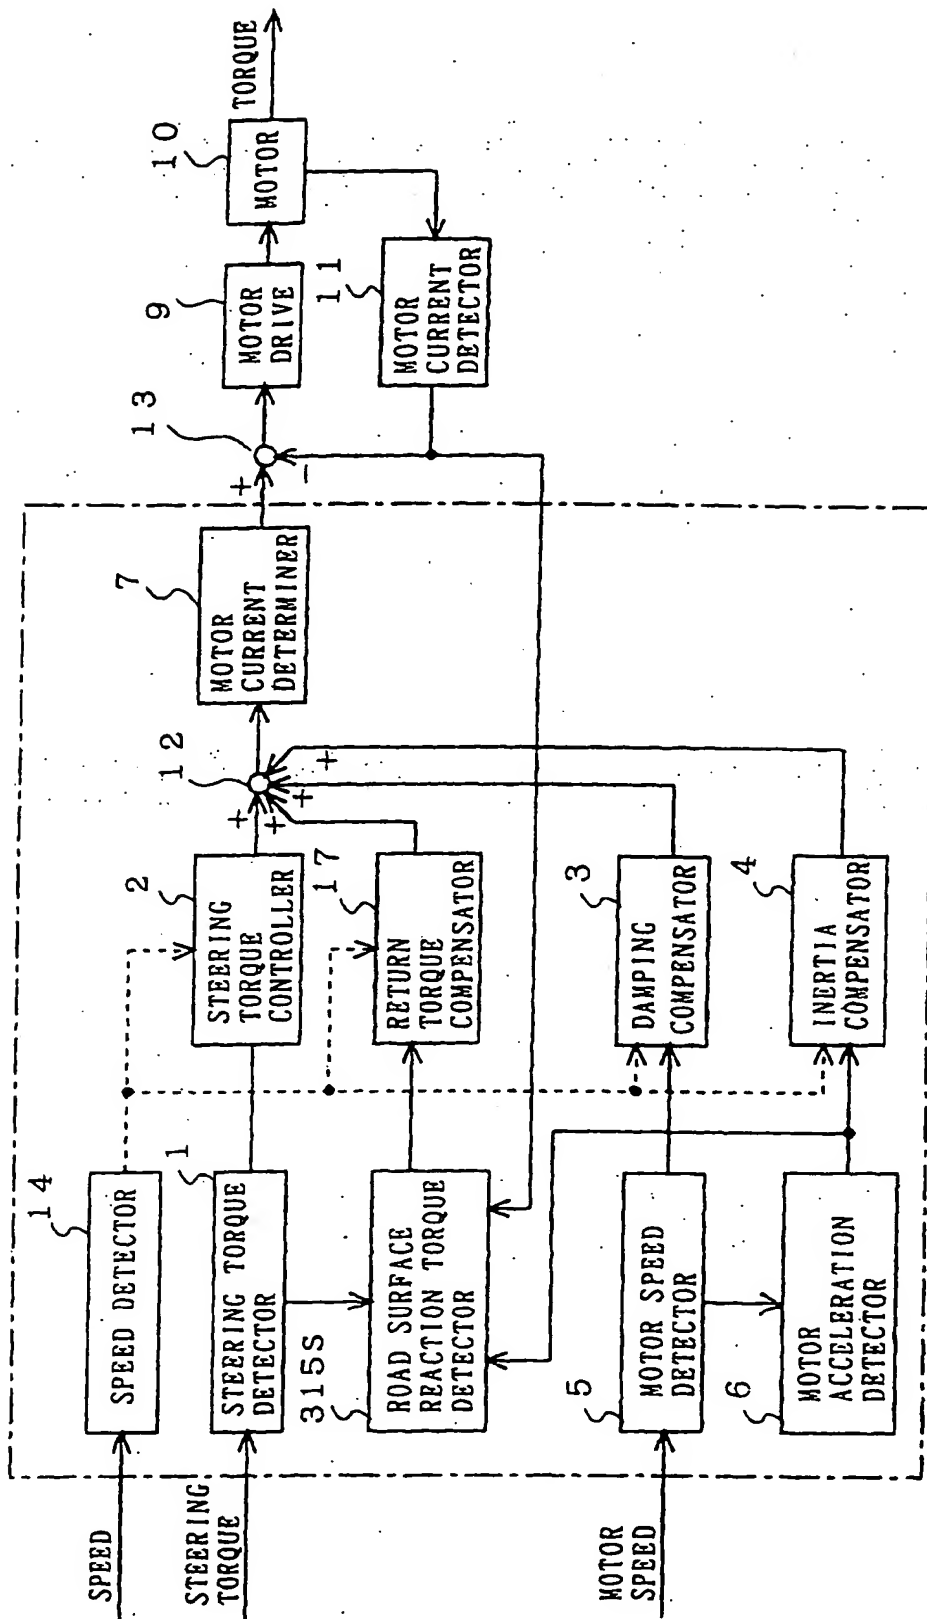 SPEED
14
SPEED DETECTOR
STEERING
TORQUE
1
STEERING TORQUE
DETECTOR
2
STEERING
TORQUE
CONTROLLER
+
+
+
+
12
7
MOTOR
CURRENT
DETERMINER
+
-
13
9
MOTOR
DRIVE
10
MOTOR
TORQUE
11
MOTOR
CURRENT
DETECTOR
315S
ROAD SURFACE
REACTION TORQUE
DETECTOR
17
RETURN
TORQUE
COMPENSATOR
MOTOR
SPEED
5
MOTOR SPEED
DETECTOR
3
DAMPING
COMPENSATOR
6
MOTOR
ACCELERATION
DETECTOR
4
INERTIA
COMPENSATOR